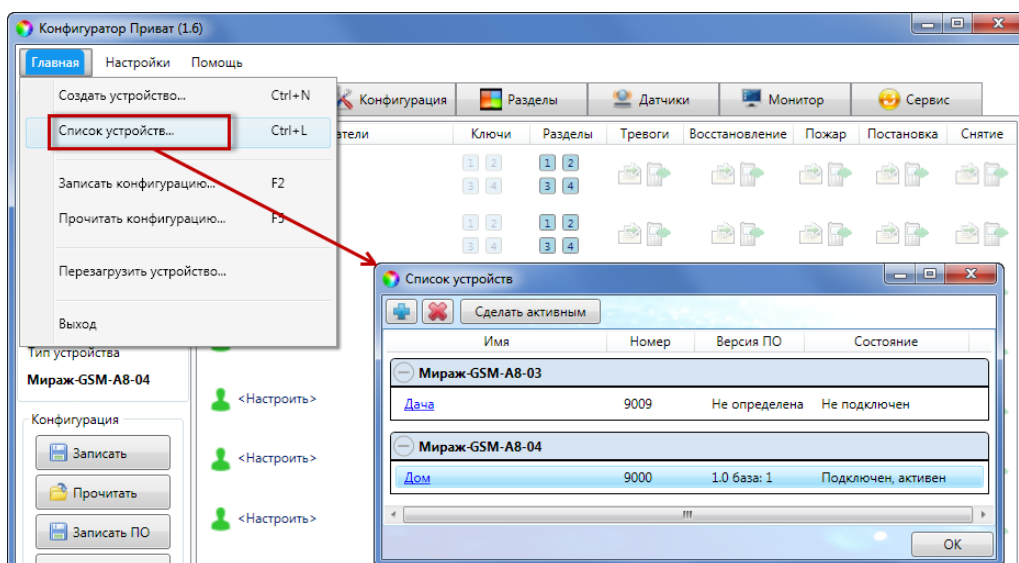 Конфигуратор Приват (1.6)
Главная Настройки Помощь
Создать устройство... Ctrl+N
Список устройств... Ctrl+L
Записать конфигурацию... F2
Прочитать конфигурацию... F5
Перезагрузить устройство...
Выход
Конфигурация Разделы Датчики Монитор Сервис
Ключи Разделы Тревоги Восстановление Пожар Постановка Снятие
1 2 1 2
3 4 3 4
1 2 1 2
3 4 3 4
Тип устройства
Мираж-GSM-A8-04
Конфигурация
Записать
Прочитать
Записать ПО
<Настроить>
<Настроить>
<Настроить>
Список устройств
Сделать активным
Имя Номер Версия ПО Состояние
Мираж-GSM-A8-03
Дача 9009 Не определена Не подключен
Мираж-GSM-A8-04
Дом 9000 1.0 база: 1 Подключен, активен
OK